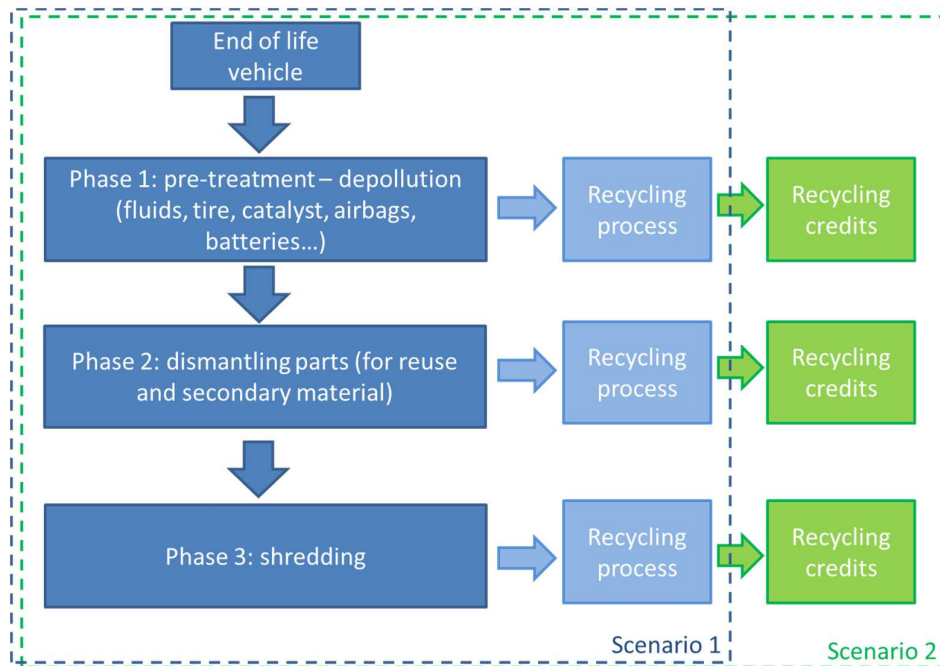 End of life
vehicle
Phase 1: pre-treatment – depollution
(fluids, tire, catalyst, airbags,
batteries...)
Recycling
process
Recycling
credits
Phase 2: dismantling parts (for reuse
and secondary material)
Recycling
process
Recycling
credits
Phase 3: shredding
Recycling
process
Recycling
credits
Scenario 1
Scenario 2